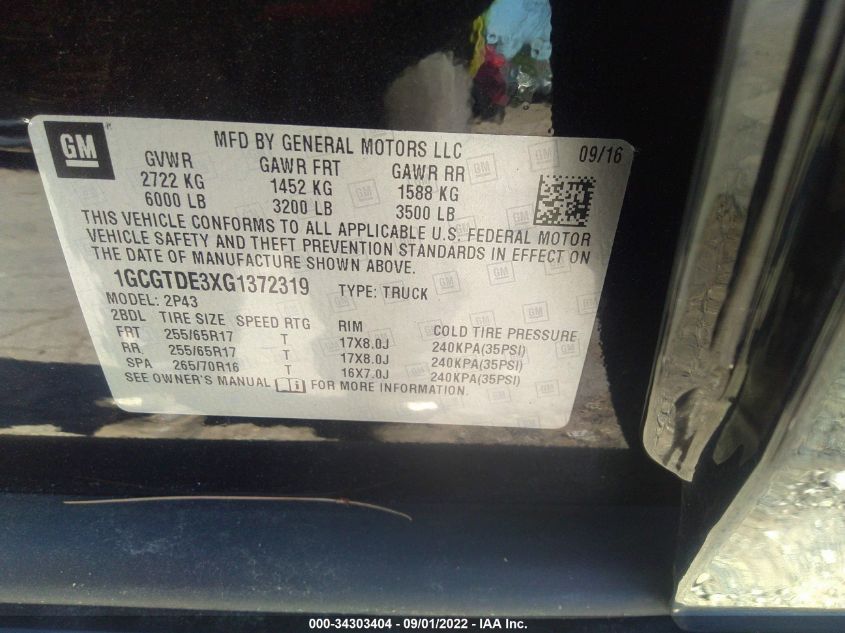 GM
MFD BY GENERAL MOTORS LLC
09/16
GVWR GAWR FRT GAWR RR
2722 KG 1452 KG 1588 KG
6000 LB 3200 LB 3500 LB
THIS VEHICLE CONFORMS TO ALL APPLICABLE U.S. FEDERAL MOTOR
VEHICLE SAFETY AND THEFT PREVENTION STANDARDS IN EFFECT ON
THE DATE OF MANUFACTURE SHOWN ABOVE.
1GCGTDE3XG1372319 TYPE: TRUCK
MODEL: 2P43
2BDL TIRE SIZE SPEED RTG RIM COLD TIRE PRESSURE
FRT 255/65R17 T 17X8.0J 240KPA(35PSI)
RR. 255/65R17 T 17X8.0J 240KPA(35PSI)
SPA 265/70R16 T 16X7.0J 240KPA(35PSI)
SEE OWNER'S MANUAL FOR MORE INFORMATION.
000-34303404 - 09/01/2022 - IAA Inc.